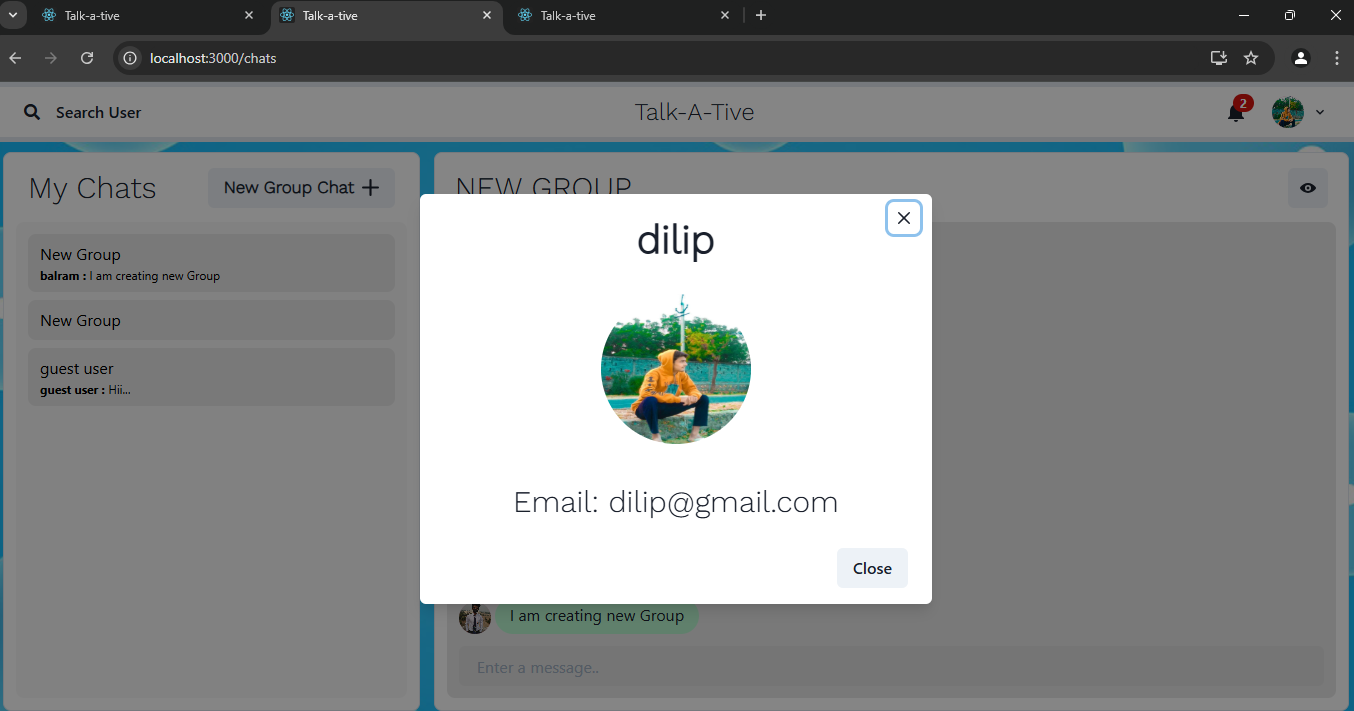 Talk-a-tive
Talk-a-tive
Talk-a-tive
localhost:3000/chats
Search User
Talk-A-Tive
2
My Chats
New Group Chat
NEW GROUP
New Group
balram : I am creating new Group
New Group
guest user
guest user : Hii...
dilip
Email: dilip@gmail.com
Close
I am creating new Group
Enter a message..